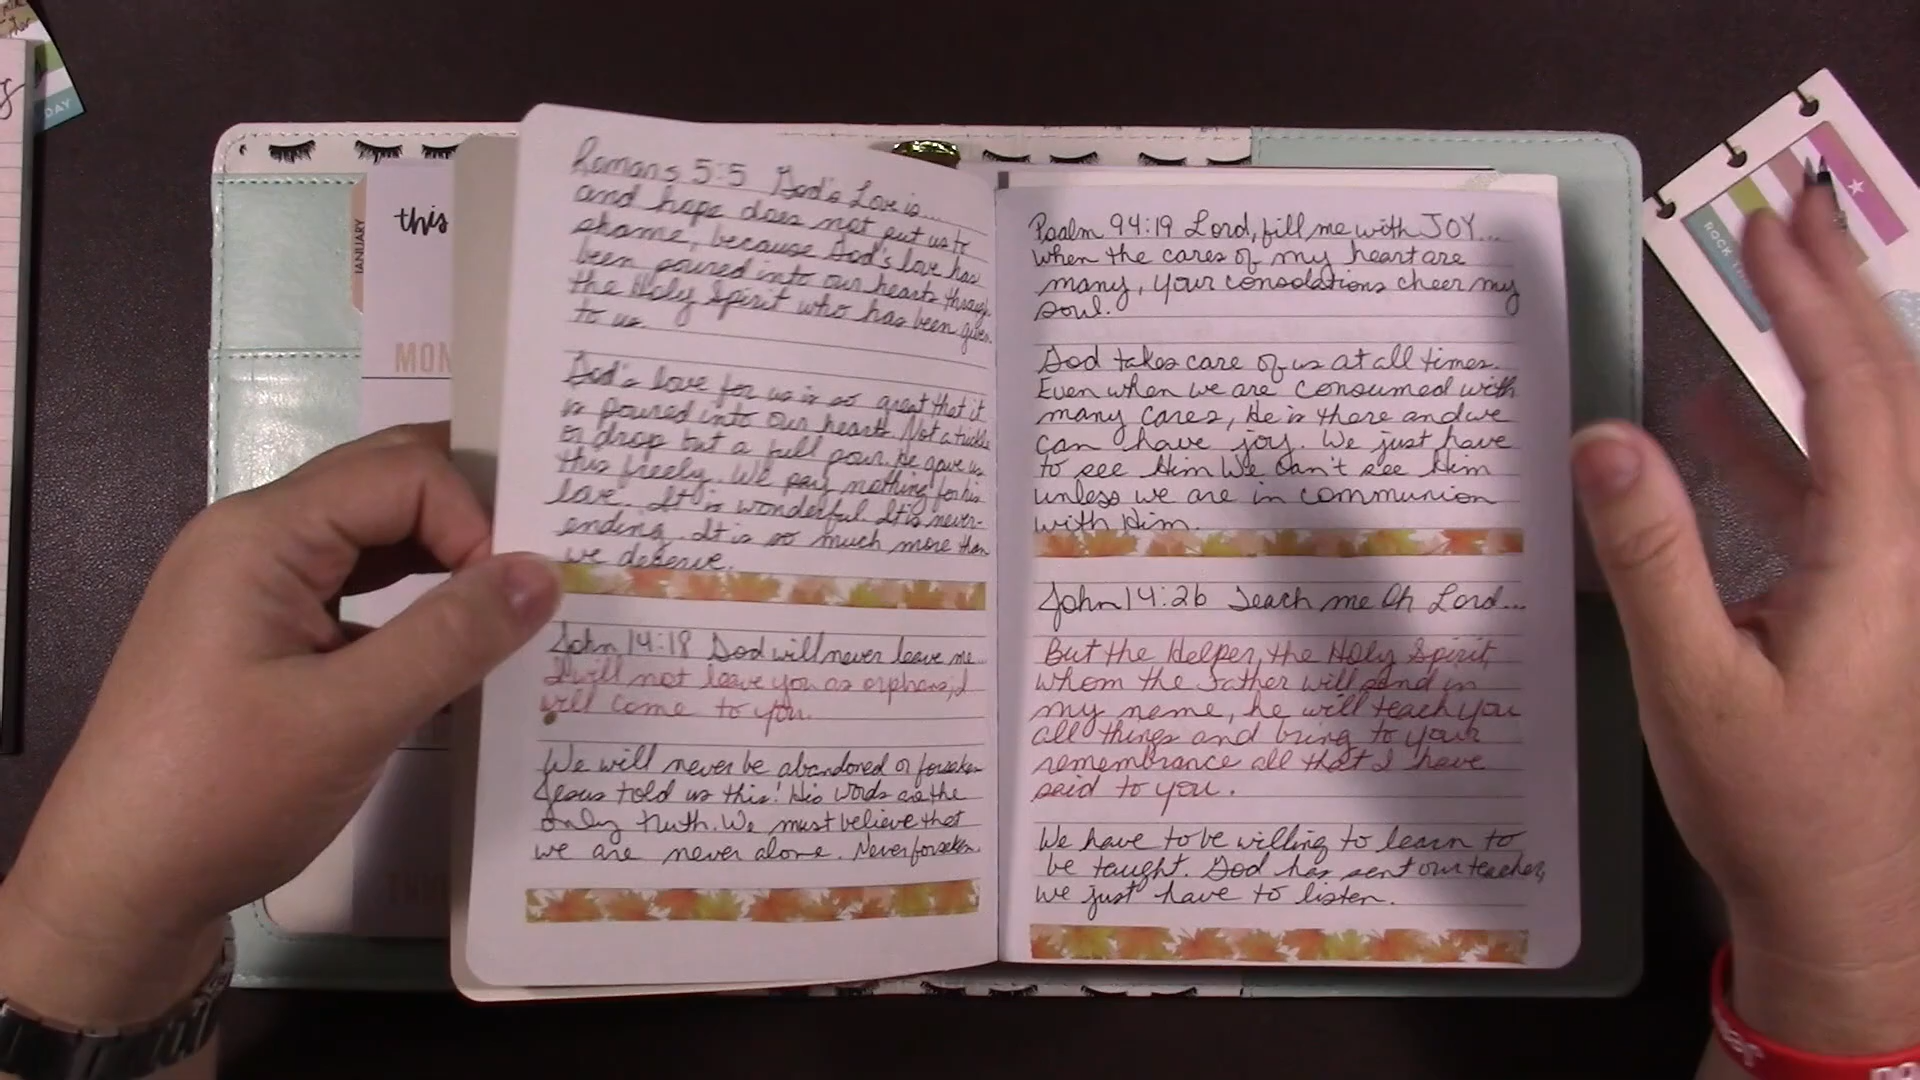 DAY
this
JANUARY
MON
Romans 5:5 God's Love is...
and hope does not put us to
shame, because God's love has
been poured into our hearts through
the Holy Spirit who has been given
to us.
God's love for us is so great that it
is poured into our hearts. Not a trickle
or drop but a full pour. He gave us
this freely. We pay nothing for his
love. It is wonderful. It is never-
ending. It is so much more than
we deserve.
John 14:18 God will never leave me...
I will not leave you as orphans; I
will come to you.
We will never be abandoned or forsaken
Jesus told us this! His words are the
only truth. We must believe that
we are never alone. Never forsaken.
Psalm 94:19 Lord, fill me with JOY...
when the cares of my heart are
many, your consolations cheer my
soul.
God takes care of us at all times.
Even when we are consumed with
many cares, He is there and we
can have joy. We just have
to see Him We can't see Him
unless we are in communion
with Him.
John 14:26 Teach me Oh Lord...
But the Helper, the Holy Spirit,
whom the Father will send in
my name, he will teach you
all things and bring to your
remembrance all that I have
said to you.
We have to be willing to learn to
be taught. God has sent our teacher,
we just have to listen.
ROCK